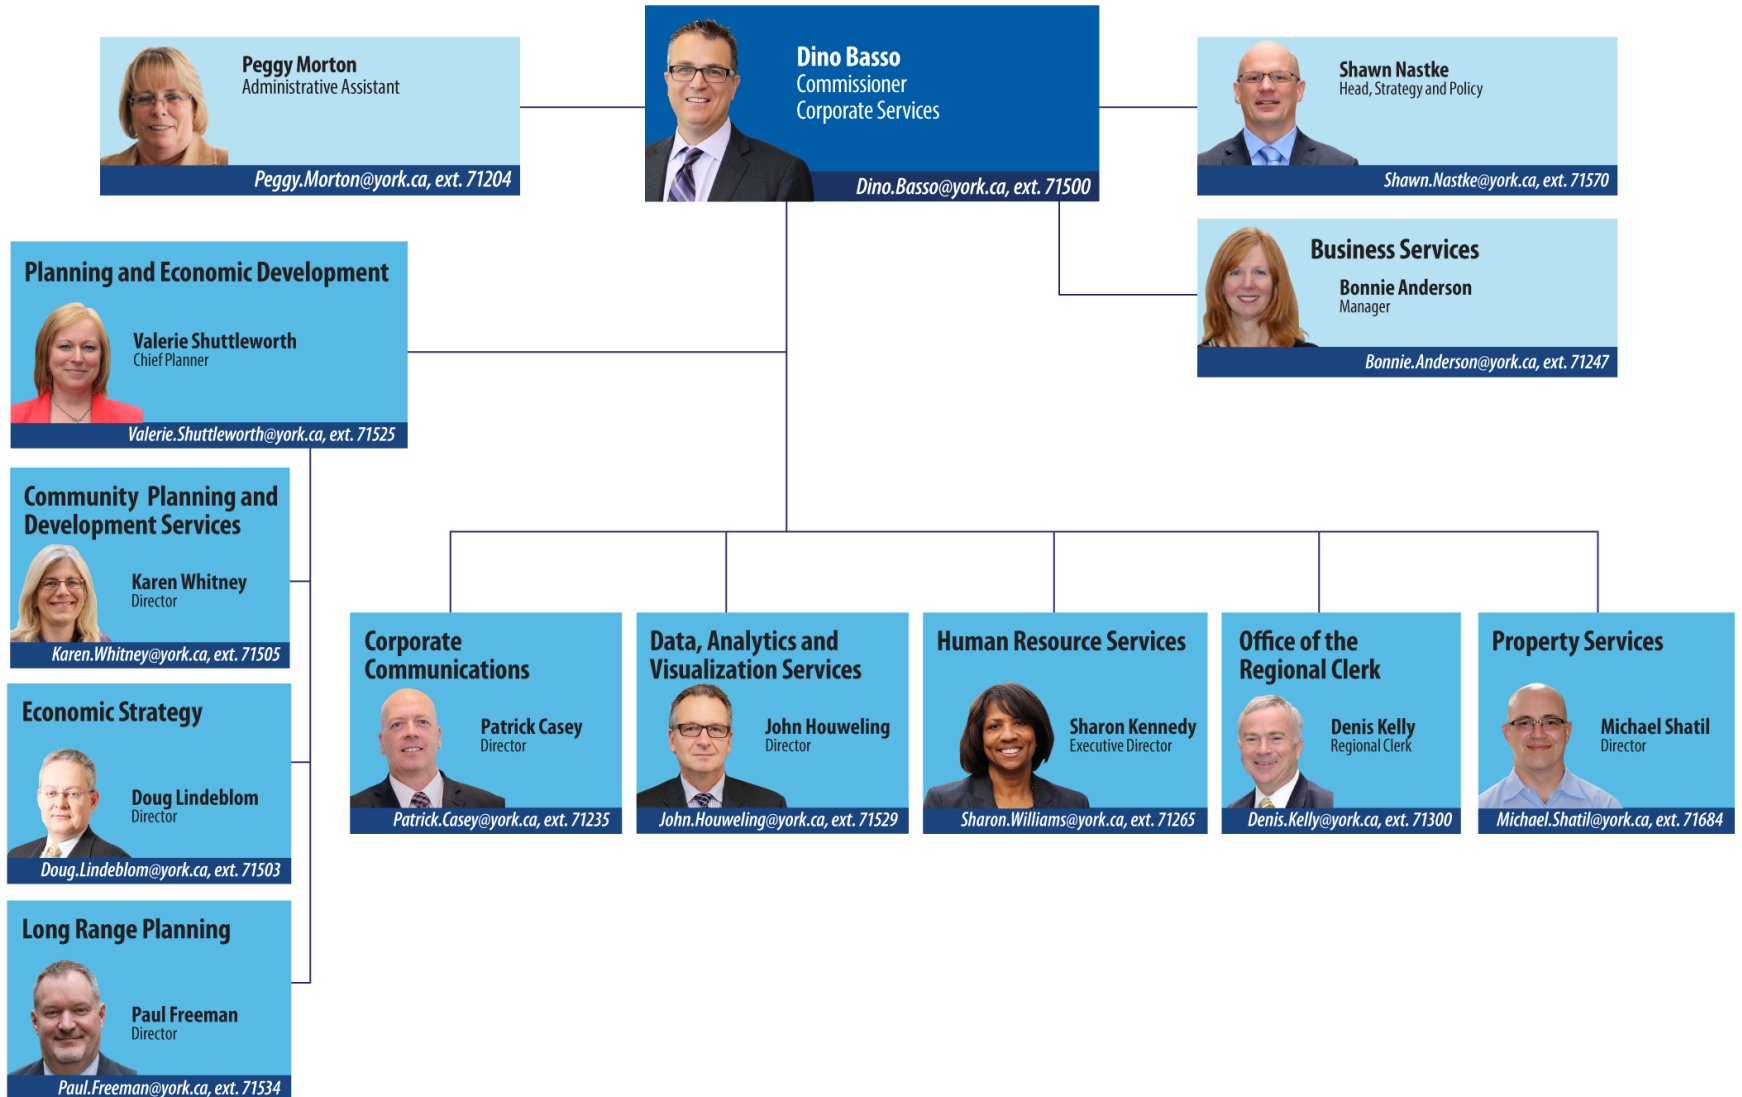 Peggy Morton
Administrative Assistant
Peggy.Morton@york.ca, ext. 71204
Dino Basso
Commissioner
Corporate Services
Dino.Basso@york.ca, ext. 71500
Shawn Nastke
Head, Strategy and Policy
Shawn.Nastke@york.ca, ext. 71570
Business Services
Bonnie Anderson
Manager
Bonnie.Anderson@york.ca, ext. 71247
Planning and Economic Development
Valerie Shuttleworth
Chief Planner
Valerie.Shuttleworth@york.ca, ext. 71525
Community Planning and
Development Services
Karen Whitney
Director
Karen.Whitney@york.ca, ext. 71505
Economic Strategy
Doug Lindeblom
Director
Doug.Lindeblom@york.ca, ext. 71503
Long Range Planning
Paul Freeman
Director
Paul.Freeman@york.ca, ext. 71534
Corporate
Communications
Patrick Casey
Director
Patrick.Casey@york.ca, ext. 71235
Data, Analytics and
Visualization Services
John Houweling
Director
John.Houweling@york.ca, ext. 71529
Human Resource Services
Sharon Kennedy
Executive Director
Sharon.Williams@york.ca, ext. 71265
Office of the
Regional Clerk
Denis Kelly
Regional Clerk
Denis.Kelly@york.ca, ext. 71300
Property Services
Michael Shatil
Director
Michael.Shatil@york.ca, ext. 71684